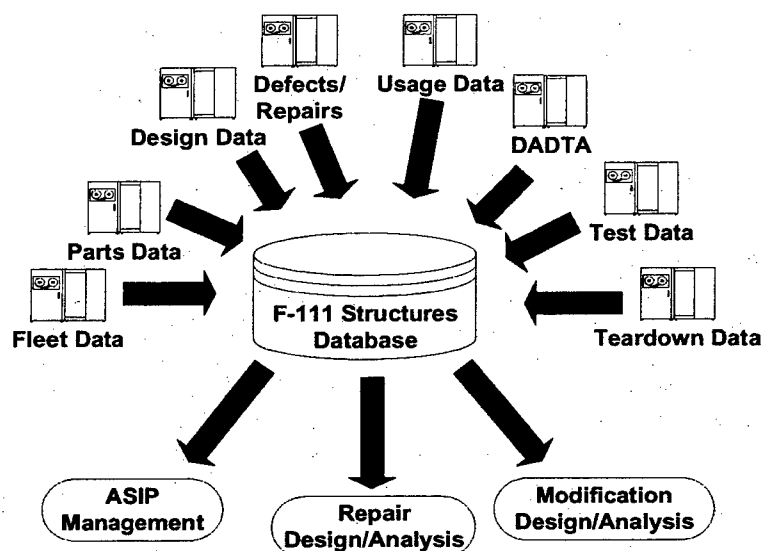 Defects/
Repairs
Usage Data
Design Data
DADTA
Parts Data
Test Data
Fleet Data
F-111 Structures
Database
Teardown Data
ASIP
Management
Repair
Design/Analysis
Modification
Design/Analysis